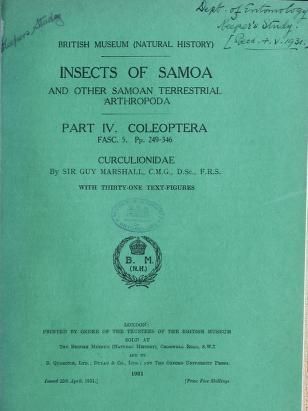 Dept. of Entomology
Keeper's Study
Keeper's Study
[Recd. 4.V.1931.]
BRITISH MUSEUM (NATURAL HISTORY)
INSECTS OF SAMOA
AND OTHER SAMOAN TERRESTRIAL
ARTHROPODA
PART IV. COLEOPTERA
FASC. 5. Pp. 249-346
CURCULIONIDAE
By SIR GUY MARSHALL, C.M.G., D.Sc., F.R.S.
WITH THIRTY-ONE TEXT-FIGURES
B. M.
(N.H.)
LONDON:
PRINTED BY ORDER OF THE TRUSTEES OF THE BRITISH MUSEUM
SOLD AT
THE BRITISH MUSEUM (NATURAL HISTORY), CROMWELL ROAD, S.W.7
AND BY
B. QUARITCH, LTD.; DULAU & CO., LTD.; AND THE OXFORD UNIVERSITY PRESS
1931
Issued 25th April, 1931.]
[Price Five Shillings